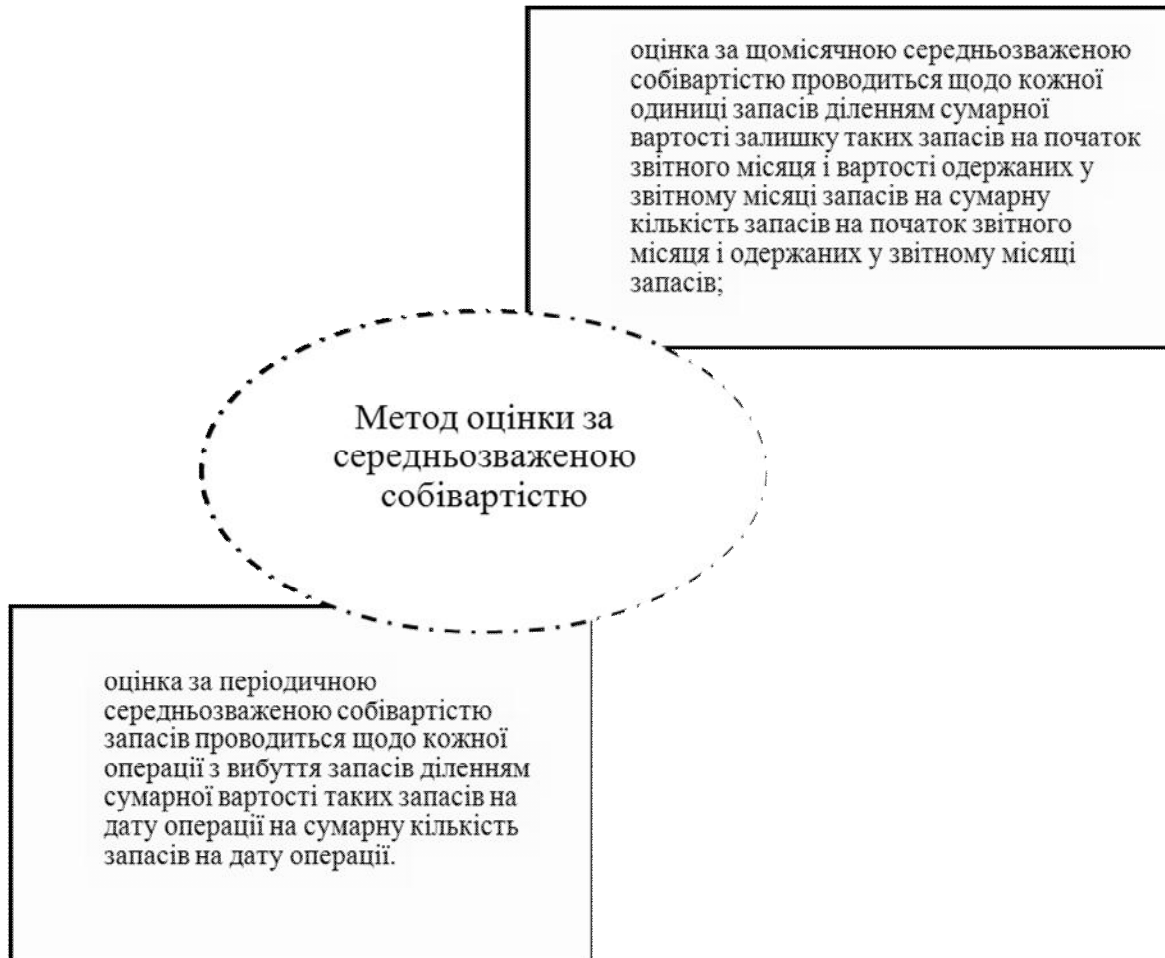 оцінка за щомісячною середньозваженою
собівартістю проводиться щодо кожної
одиниці запасів діленням сумарної
вартості залишку таких запасів на початок
звітного місяця і вартості одержаних у
звітному місяці запасів на сумарну
кількість запасів на початок звітного
місяця і одержаних у звітному місяці
запасів;
Метод оцінки за
середньозваженою
собівартістю
оцінка за періодичною
середньозваженою собівартістю
запасів проводиться щодо кожної
операції з вибуття запасів діленням
сумарної вартості таких запасів на
дату операції на сумарну кількість
запасів на дату операції.